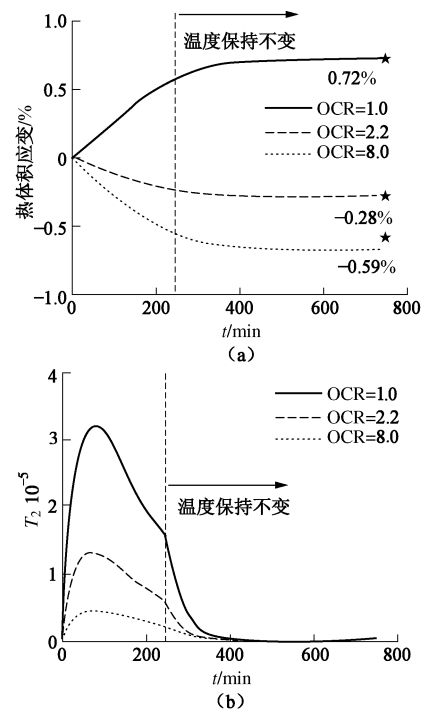 温度保持不变
1.0
0.72%
0.5
OCR=1.0
OCR=2.2
OCR=8.0
热体积应变/%
0
−0.28%
−0.5
−0.59%
−1.0
0 200 400 600 800
t/min
（a）
4
OCR=1.0
OCR=2.2
OCR=8.0
3
温度保持不变
T₂ 10⁻⁵
2
1
0
0 200 400 600 800
t/min
（b）